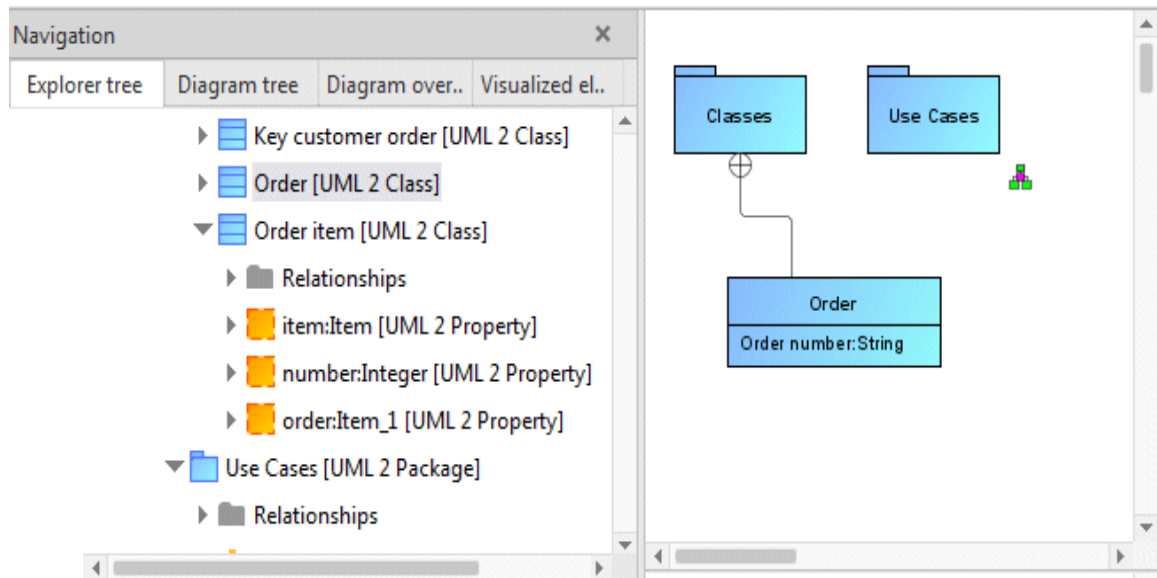 Navigation
Explorer tree Diagram tree Diagram over.. Visualized el..
Key customer order [UML 2 Class]
Order [UML 2 Class]
Order item [UML 2 Class]
Relationships
item:Item [UML 2 Property]
number:Integer [UML 2 Property]
order:Item_1 [UML 2 Property]
Use Cases [UML 2 Package]
Relationships
Classes
Use Cases
Order
Order number:String